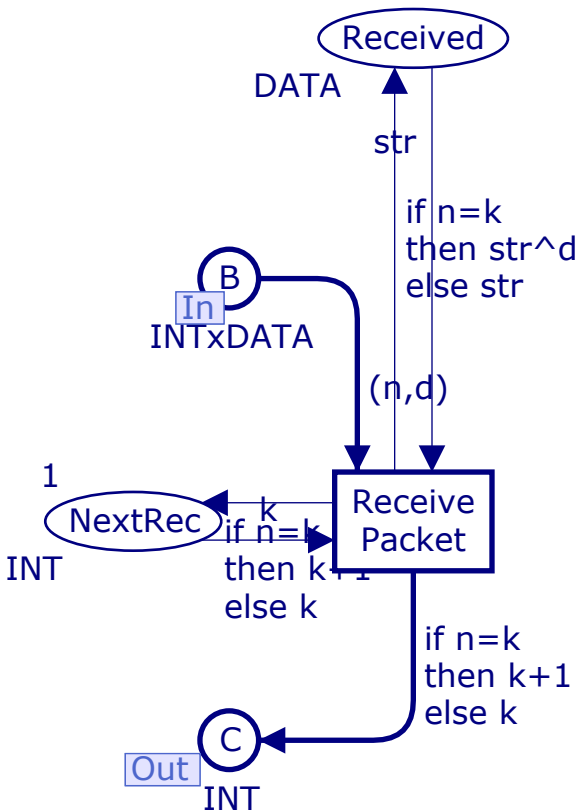 Received
DATA
str
if n=k
then str^d
else str
B
In
INTxDATA
(n,d)
1
NextRec
INT
k
if n=k
then k+1
else k
Receive
Packet
if n=k
then k+1
else k
C
Out
INT